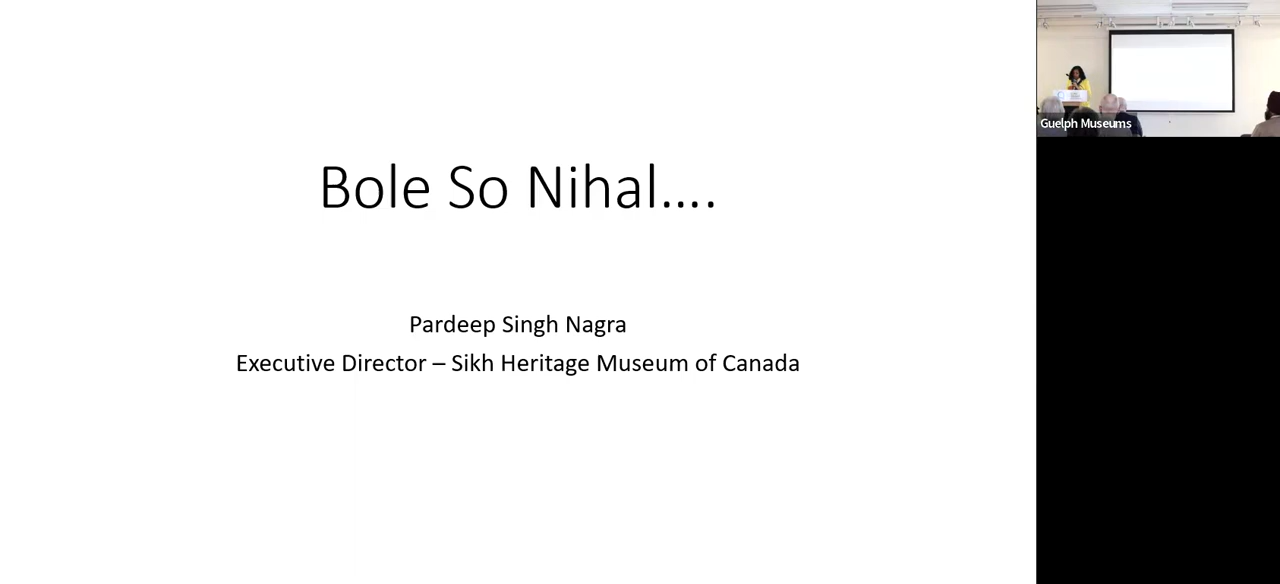 Bole So Nihal....
Pardeep Singh Nagra
Executive Director – Sikh Heritage Museum of Canada
Guelph Museums